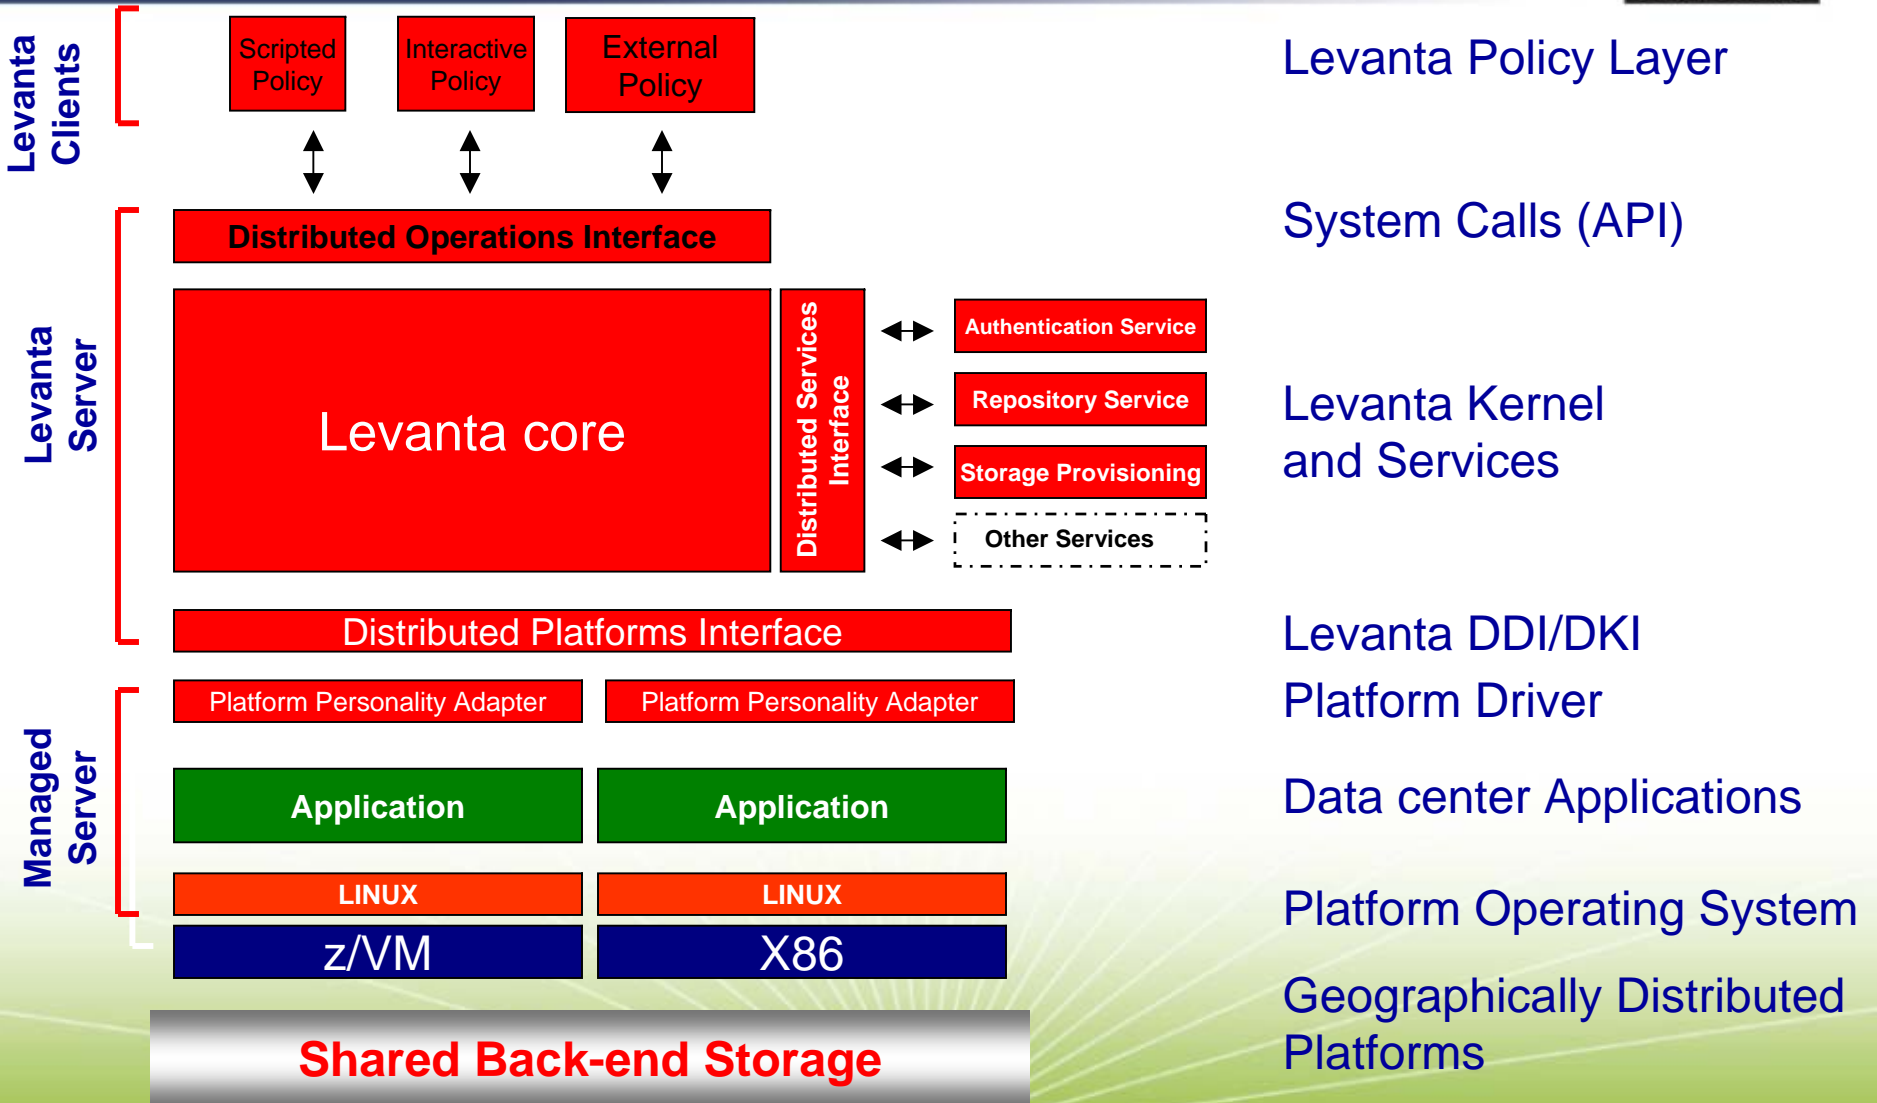 Levanta
Clients
Scripted
Policy
Interactive
Policy
External
Policy
Levanta Policy Layer
Levanta
Server
Distributed Operations Interface
System Calls (API)
Levanta core
Distributed Services
Interface
Authentication Service
Repository Service
Storage Provisioning
Other Services
Levanta Kernel
and Services
Distributed Platforms Interface
Levanta DDI/DKI
Managed
Server
Platform Personality Adapter
Platform Personality Adapter
Platform Driver
Application
Application
Data center Applications
LINUX
LINUX
Platform Operating System
z/VM
X86
Geographically Distributed
Platforms
Shared Back-end Storage